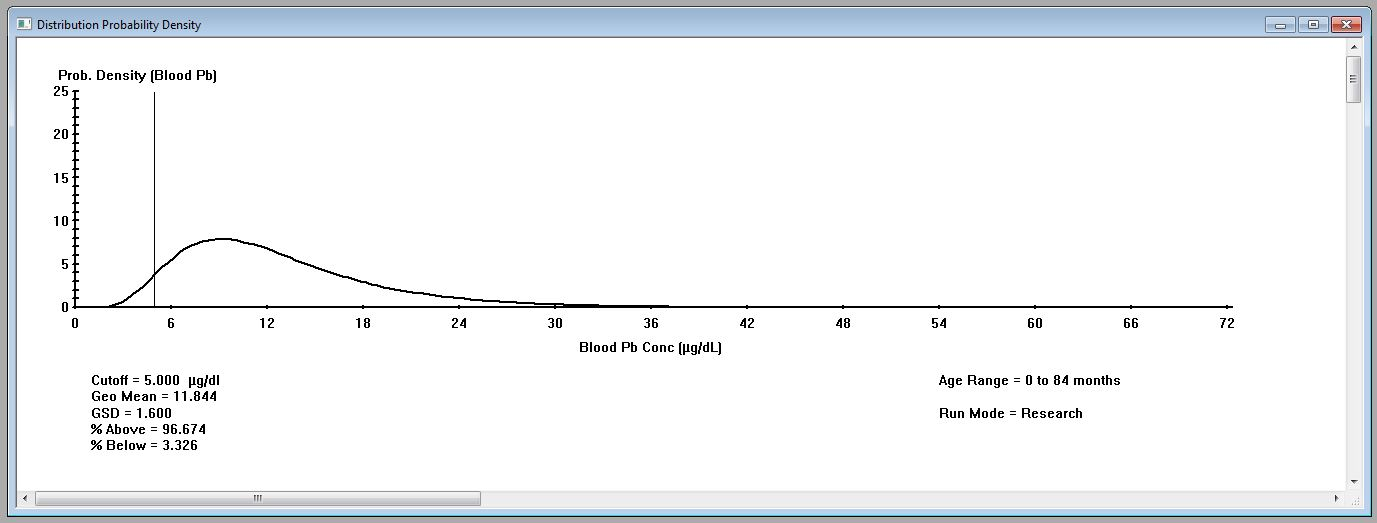 Distribution Probability Density
Prob. Density (Blood Pb)
25
20
15
10
5
0
0 6 12 18 24 30 36 42 48 54 60 66 72
Blood Pb Conc (µg/dL)
Cutoff = 5.000 µg/dl
Geo Mean = 11.844
GSD = 1.600
% Above = 96.674
% Below = 3.326
Age Range = 0 to 84 months
Run Mode = Research